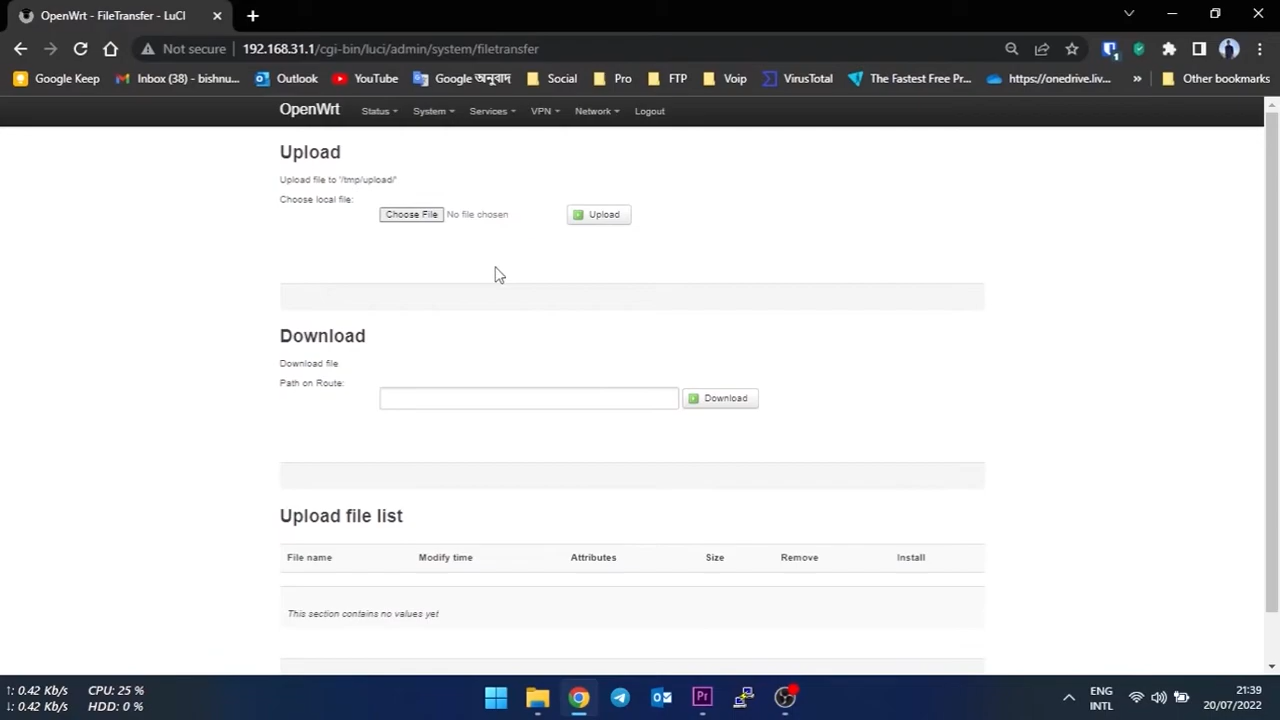 OpenWrt - FileTransfer - LuCI
Not secure 192.168.31.1/cgi-bin/luci/admin/system/filetransfer
Google Keep Inbox (38) - bishnu... Outlook YouTube Google অনুবাদ Social Pro FTP Voip VirusTotal The Fastest Free Pr... https://onedrive.liv... » Other bookmarks
OpenWrt Status System Services VPN Network Logout
Upload
Upload file to '/tmp/upload/'
Choose local file:
Choose File No file chosen Upload
Download
Download file
Path on Route:
Download
Upload file list
File name Modify time Attributes Size Remove Install
This section contains no values yet
↑: 0.42 Kb/s CPU: 25 % ENG 21:39
↓: 0.42 Kb/s HDD: 0 % INTL 20/07/2022
Pr
1